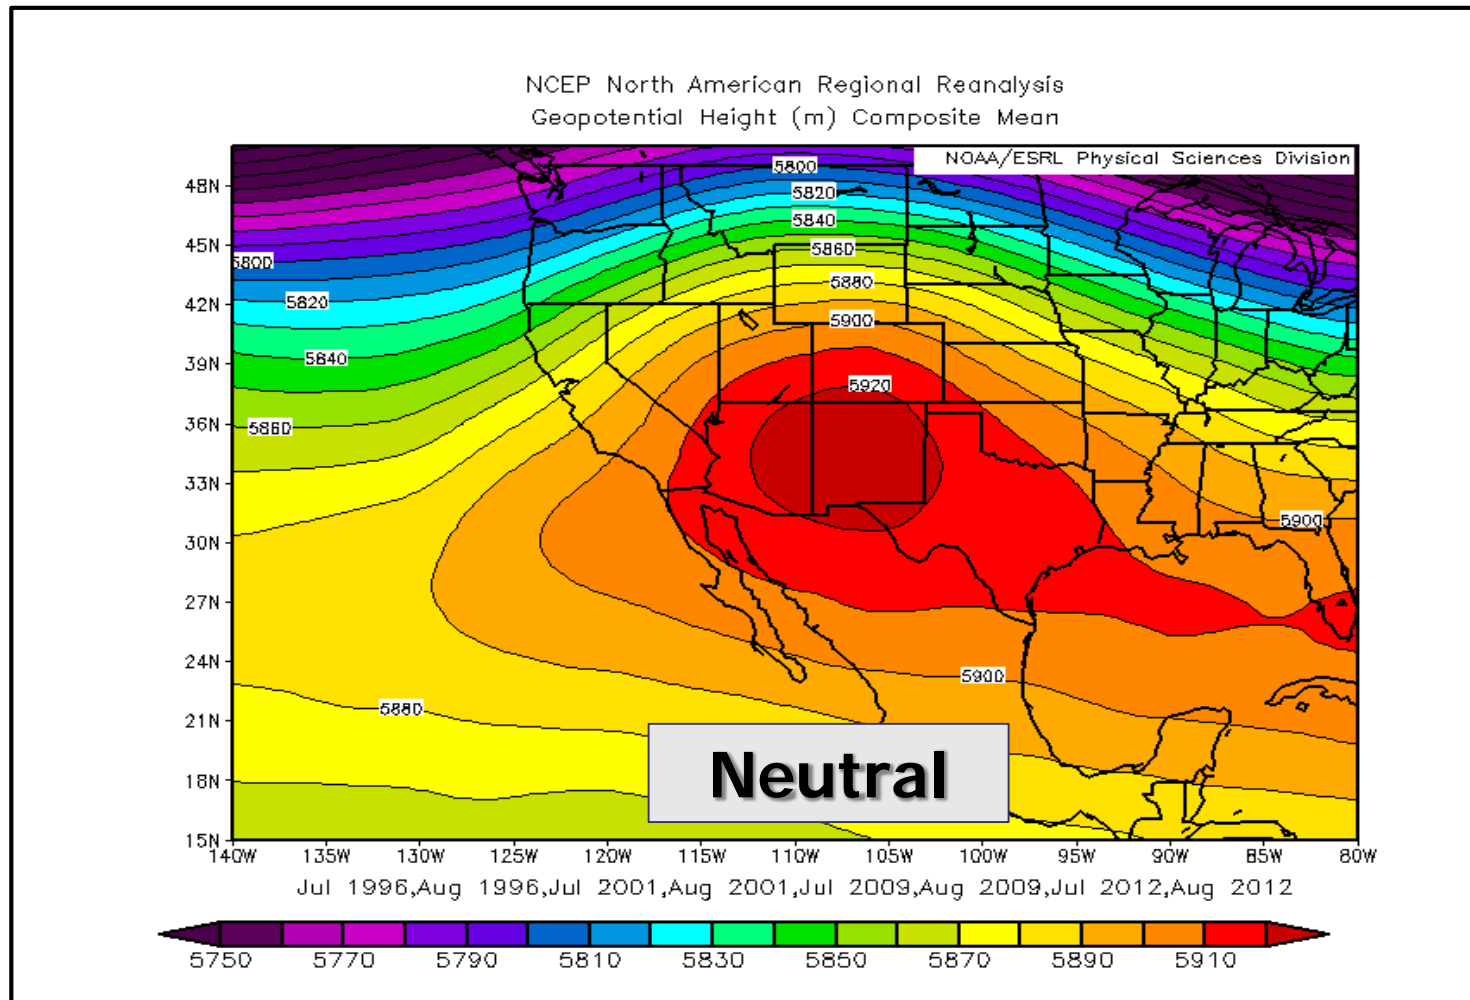 NCEP North American Regional Reanalysis
Geopotential Height (m) Composite Mean
NOAA/ESRL Physical Sciences Division
5800
48N
5820
5840
45N
5860
5800
5880
42N
5820
5900
5840
39N
5920
36N
5860
33N
5900
30N
27N
24N
5900
5880
21N
Neutral
18N
15N
140W 135W 130W 125W 120W 115W 110W 105W 100W 95W 90W 85W 80W
Jul 1996,Aug 1996,Jul 2001,Aug 2001,Jul 2009,Aug 2009,Jul 2012,Aug 2012
5750 5770 5790 5810 5830 5850 5870 5890 5910